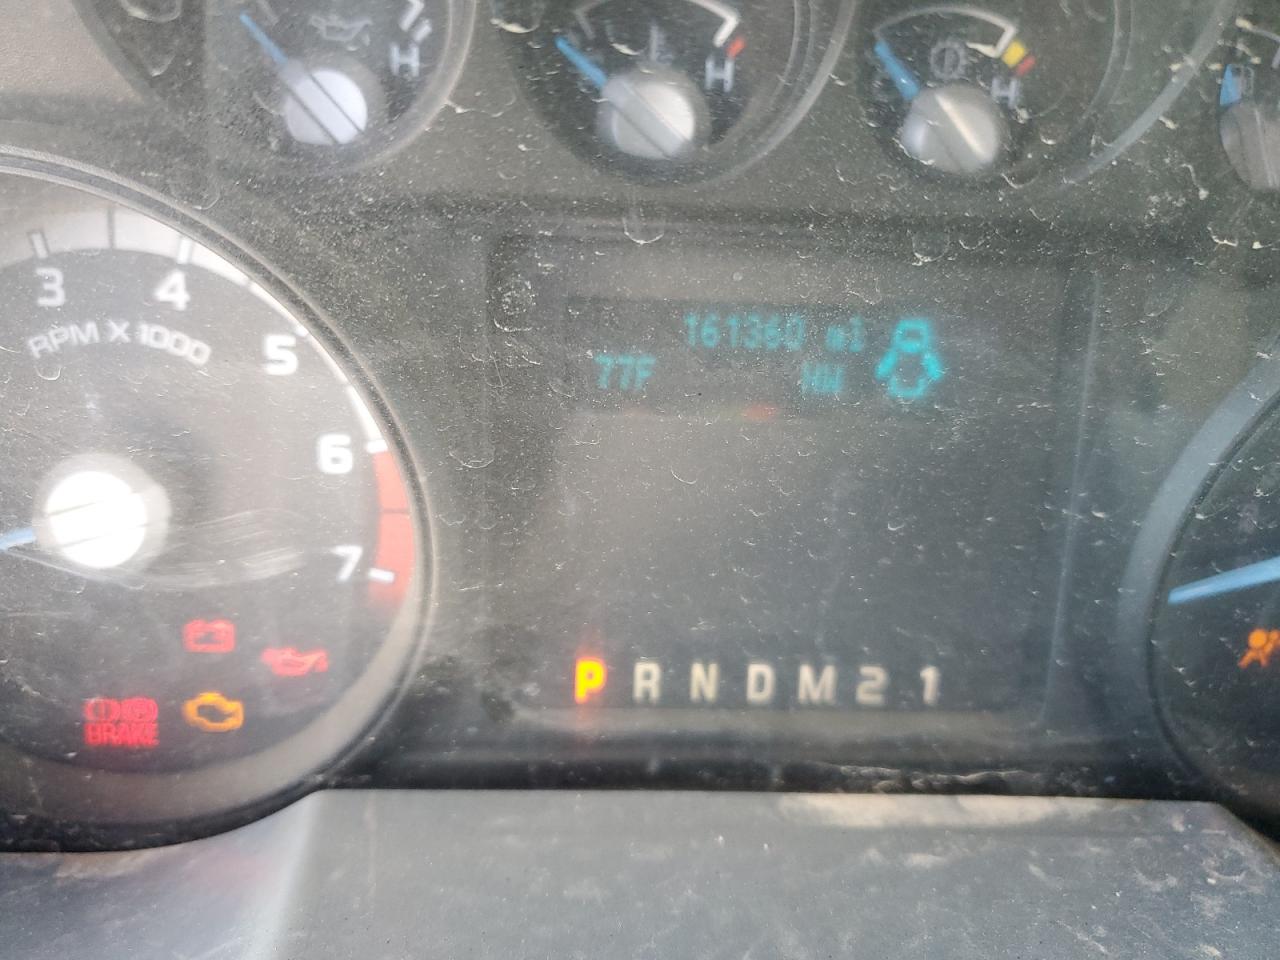 H
H
H
3
4
5
6
7
RPM X 1000
161360 mi
77F
NW
BRAKE
P R N D M 2 1